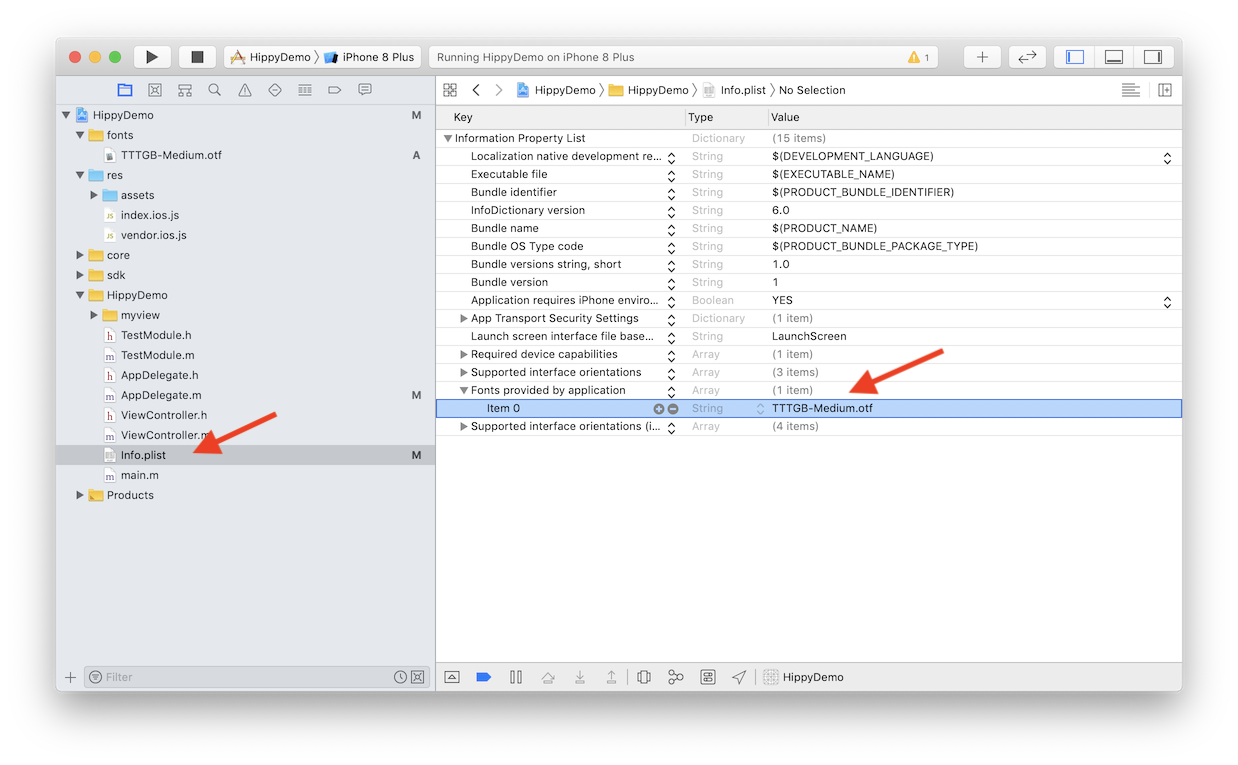 HippyDemo 〉 iPhone 8 Plus
Running HippyDemo on iPhone 8 Plus
1
HippyDemo 〉 HippyDemo 〉 Info.plist 〉 No Selection
HippyDemo M
fonts
TTTGB-Medium.otf A
res
assets
JS index.ios.js
JS vendor.ios.js
core
sdk
HippyDemo
myview
h TestModule.h
m TestModule.m
h AppDelegate.h
m AppDelegate.m M
h ViewController.h
m ViewController.m
Info.plist M
m main.m
Products
Filter
Key Type Value
Information Property List Dictionary (15 items)
Localization native development re... String $(DEVELOPMENT_LANGUAGE)
Executable file String $(EXECUTABLE_NAME)
Bundle identifier String $(PRODUCT_BUNDLE_IDENTIFIER)
InfoDictionary version String 6.0
Bundle name String $(PRODUCT_NAME)
Bundle OS Type code String $(PRODUCT_BUNDLE_PACKAGE_TYPE)
Bundle versions string, short String 1.0
Bundle version String 1
Application requires iPhone enviro... Boolean YES
App Transport Security Settings Dictionary (1 item)
Launch screen interface file base... String LaunchScreen
Required device capabilities Array (1 item)
Supported interface orientations Array (3 items)
Fonts provided by application Array (1 item)
Item 0 String TTTGB-Medium.otf
Supported interface orientations (i... Array (4 items)
HippyDemo